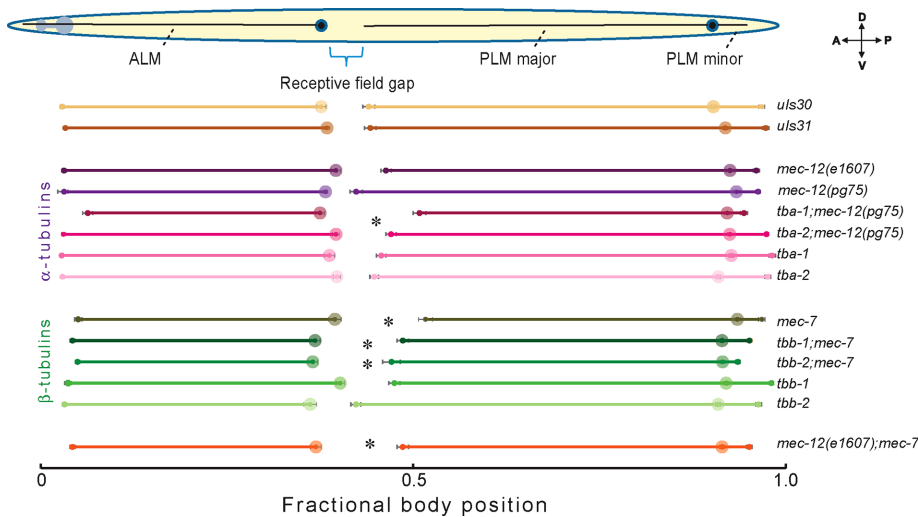 D
A P
V
ALM
PLM major
PLM minor
Receptive field gap
uIs30
uIs31
α-tubulins
mec-12(e1607)
mec-12(pg75)
tba-1;mec-12(pg75)
*
tba-2;mec-12(pg75)
tba-1
tba-2
β-tubulins
mec-7
*
tbb-1;mec-7
*
tbb-2;mec-7
*
tbb-1
tbb-2
mec-12(e1607);mec-7
*
0 0.5 1.0
Fractional body position